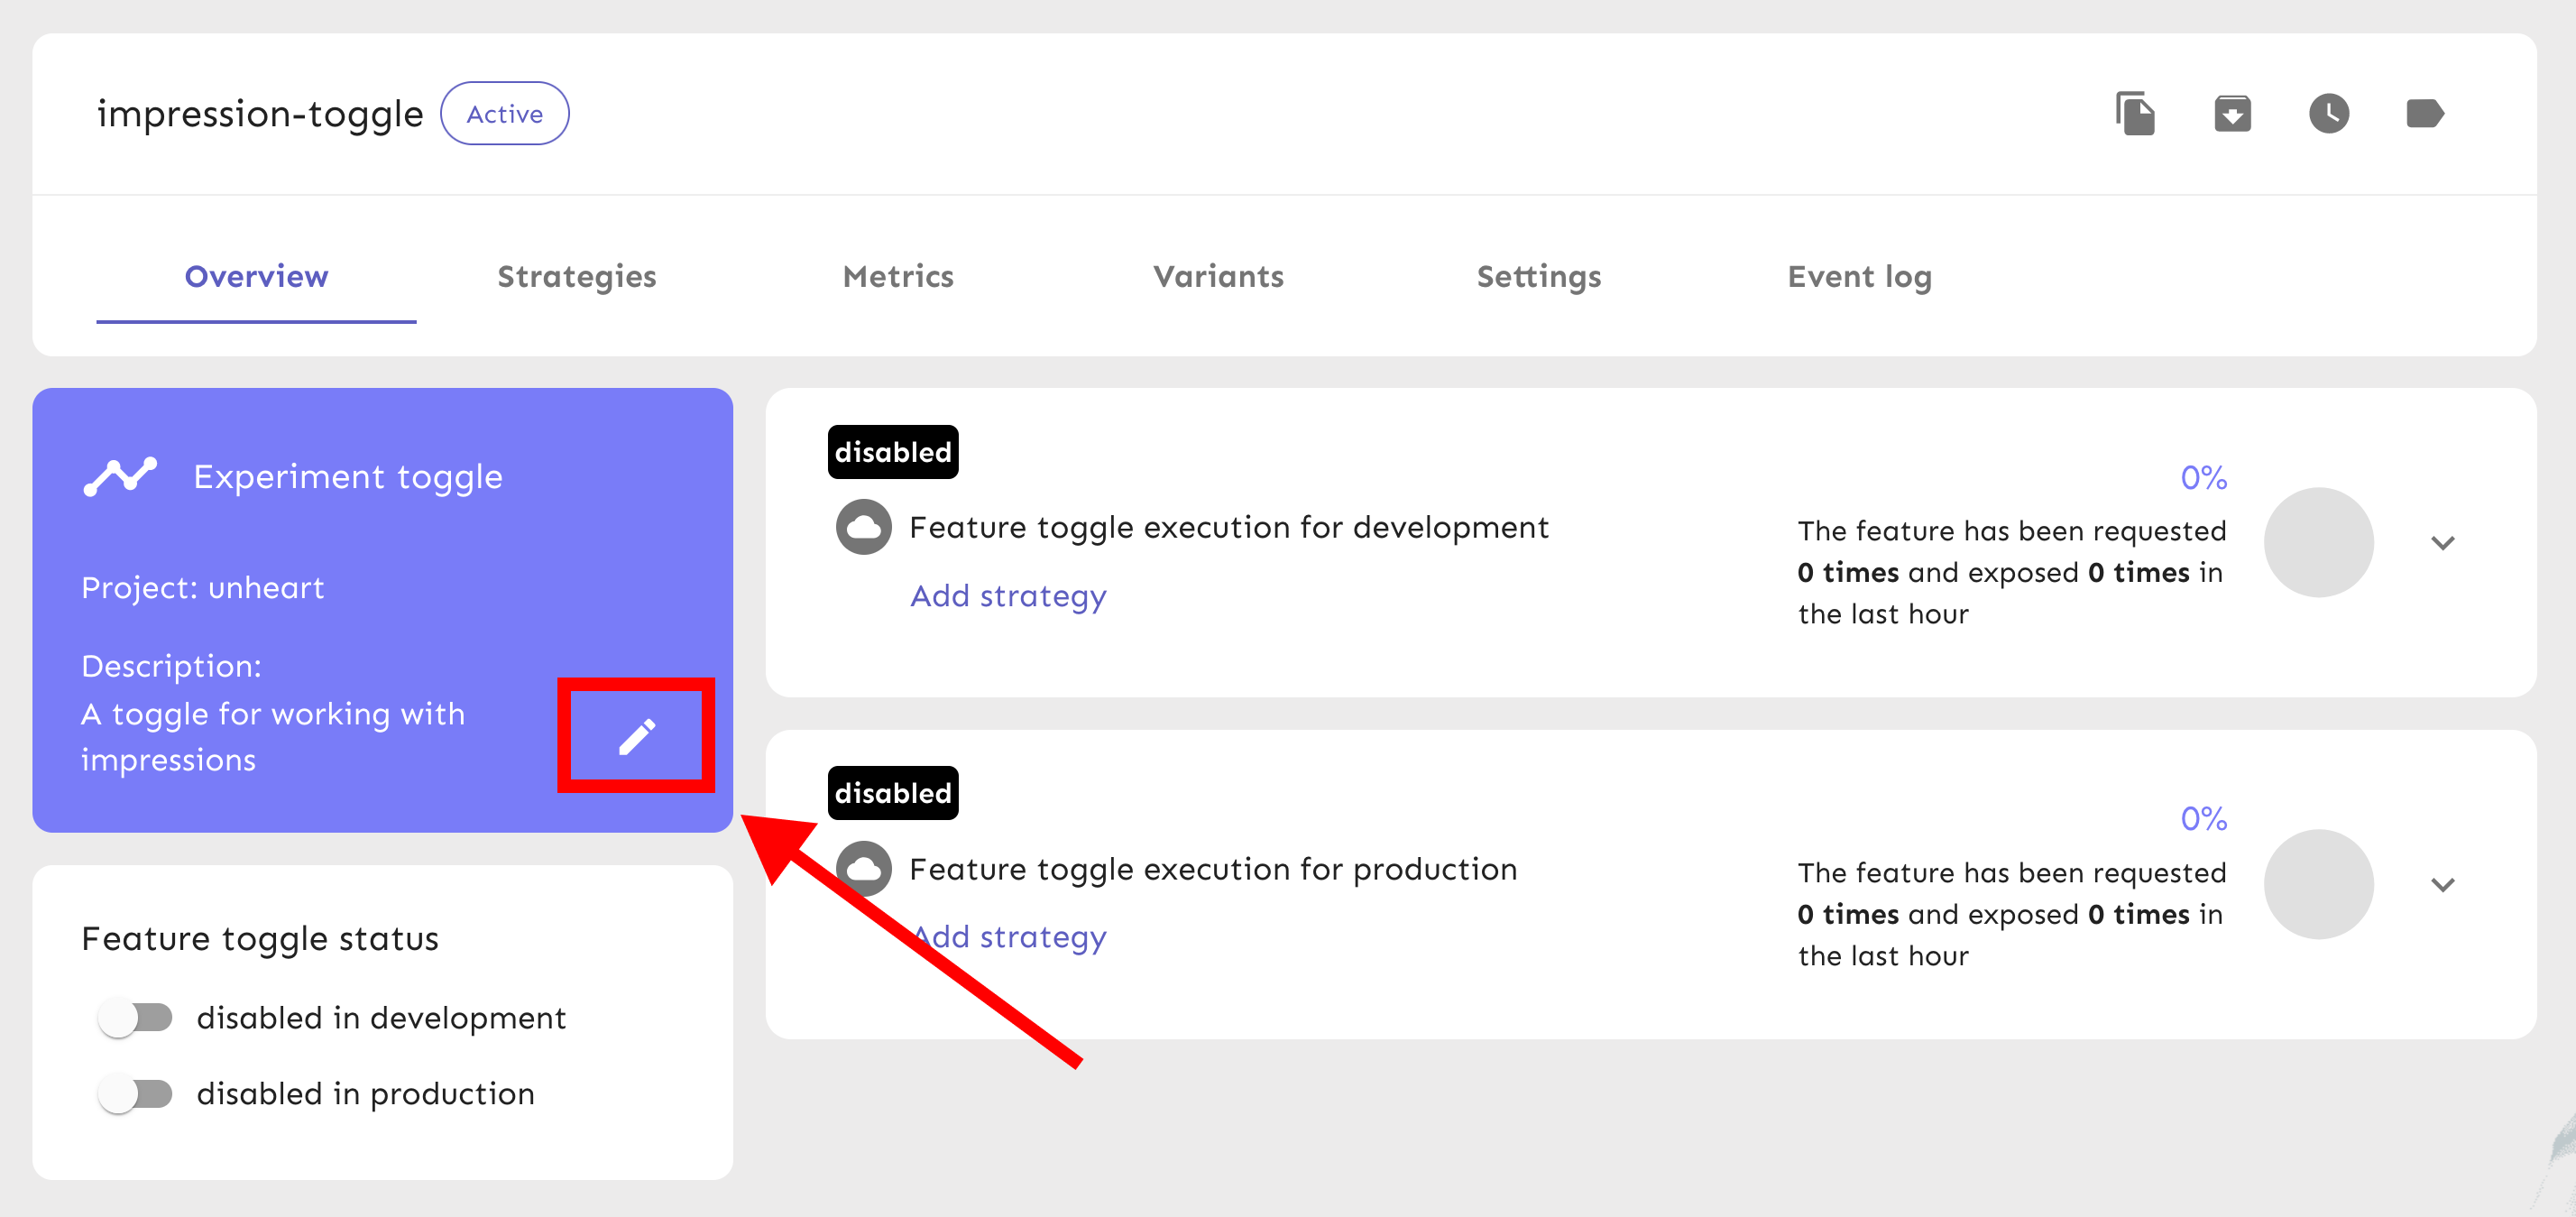 impression-toggle Active
Overview Strategies Metrics Variants Settings Event log
Experiment toggle
Project: unheart
Description:
A toggle for working with
impressions
Feature toggle status
disabled in development
disabled in production
disabled
Feature toggle execution for development
Add strategy
0%
The feature has been requested
0 times and exposed 0 times in
the last hour
disabled
Feature toggle execution for production
Add strategy
0%
The feature has been requested
0 times and exposed 0 times in
the last hour